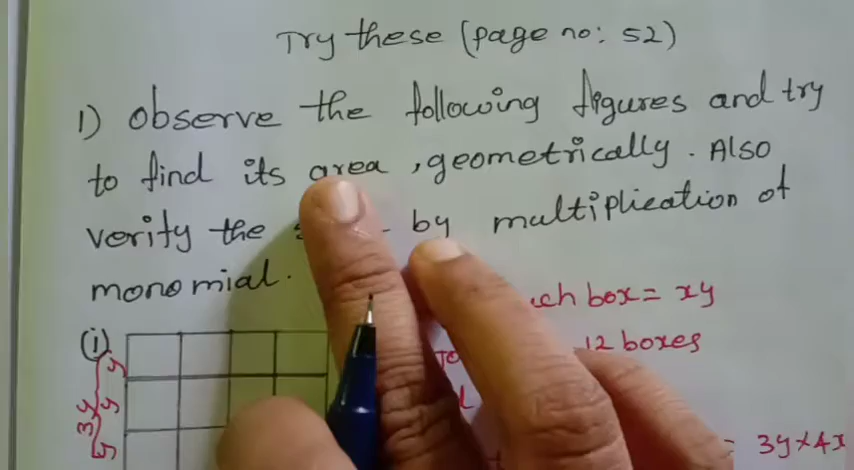 Try these (page no: 52)
1) observe the following figures and try
to find its area, geometrically. Also
verify the by multiplication of
monomial.
box = xy
(i) 12 boxes
y
3y y
y = 3y x 4x